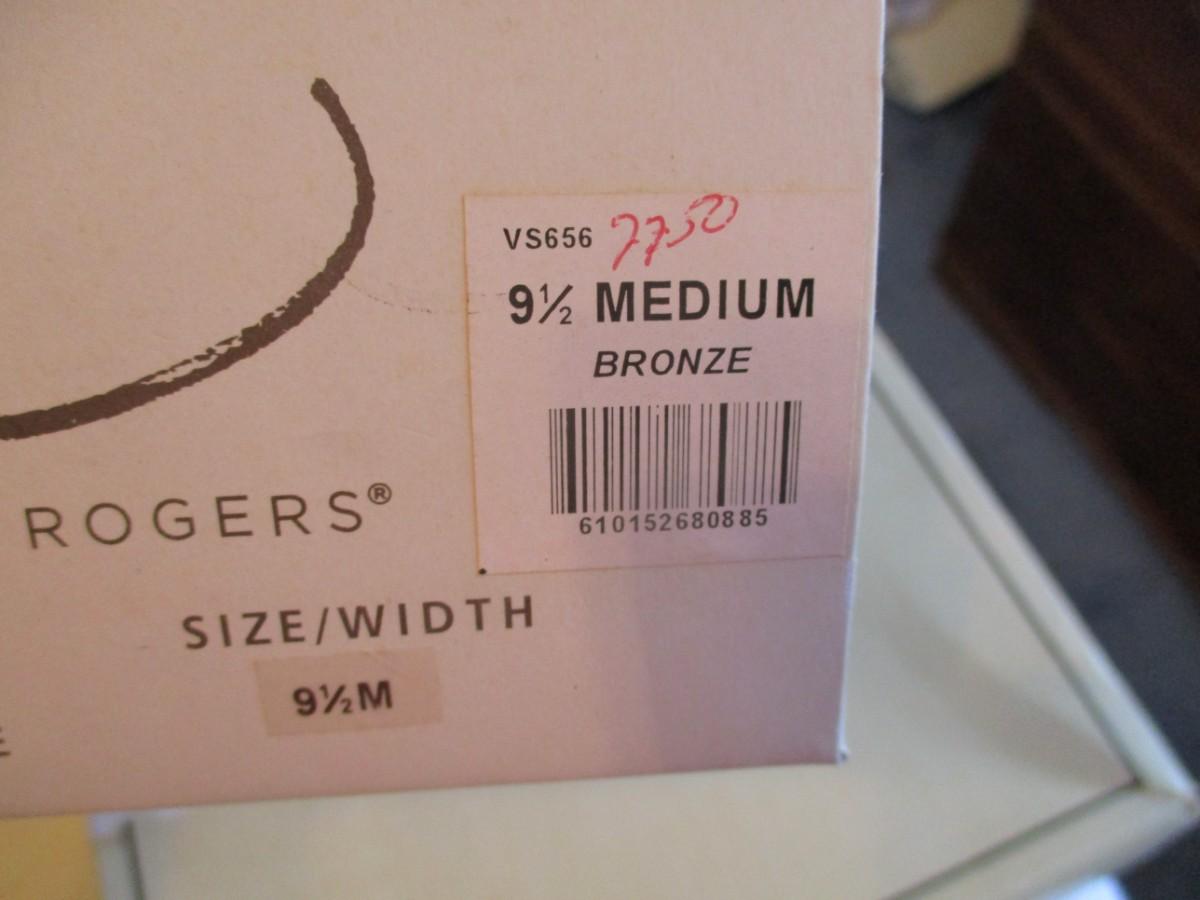 VS656 7750
9½ MEDIUM
BRONZE
610152680885
ROGERS®
SIZE/WIDTH
9½M
E